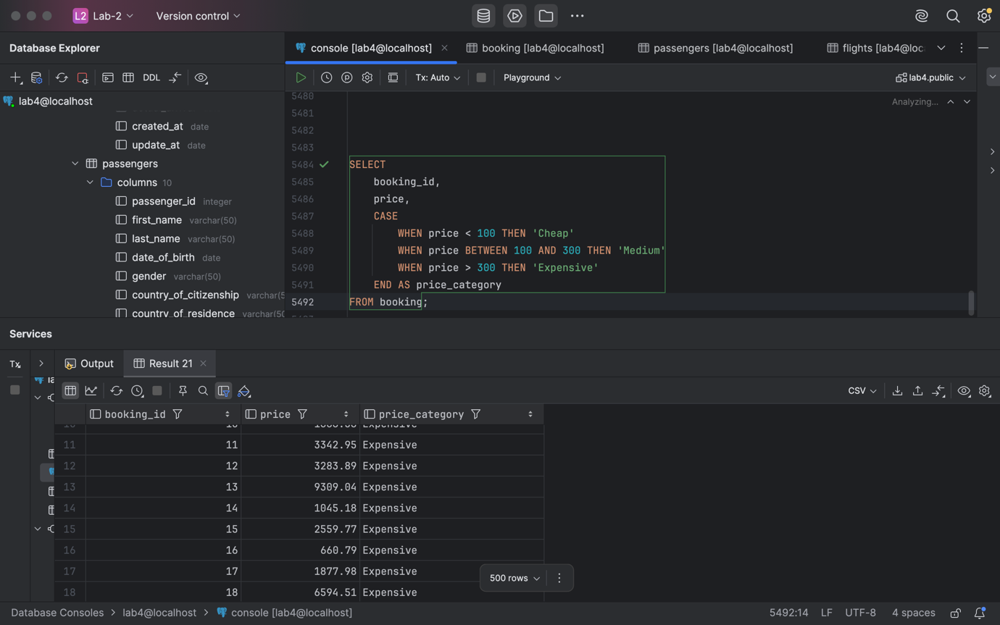 L2 Lab-2 Version control
Database Explorer
console [lab4@localhost] booking [lab4@localhost] passengers [lab4@localhost] flights [lab4@loc
DDL
Tx: Auto Playground lab4.public
lab4@localhost
created_at date
update_at date
passengers
columns 10
passenger_id integer
first_name varchar(50)
last_name varchar(50)
date_of_birth date
gender varchar(50)
country_of_citizenship varchar(5
country_of_residence varchar(50
Analyzing...
5480
5481
5482
5483
5484 SELECT
5485 booking_id,
5486 price,
5487 CASE
5488 WHEN price < 100 THEN 'Cheap'
5489 WHEN price BETWEEN 100 AND 300 THEN 'Medium'
5490 WHEN price > 300 THEN 'Expensive'
5491 END AS price_category
5492 FROM booking;
Services
Tx
Output Result 21
CSV
booking_id price price_category
11 11 3342.95 Expensive
12 12 3283.89 Expensive
13 13 9309.04 Expensive
14 14 1045.18 Expensive
15 15 2559.77 Expensive
16 16 660.79 Expensive
17 17 1877.98 Expensive
18 18 6594.51 Expensive
500 rows
Database Consoles > lab4@localhost > console [lab4@localhost]
5492:14 LF UTF-8 4 spaces